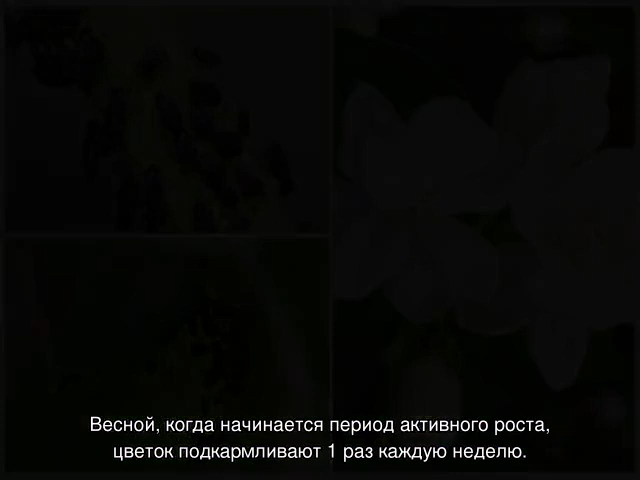 Весной, когда начинается период активного роста,
цветок подкармливают 1 раз каждую неделю.